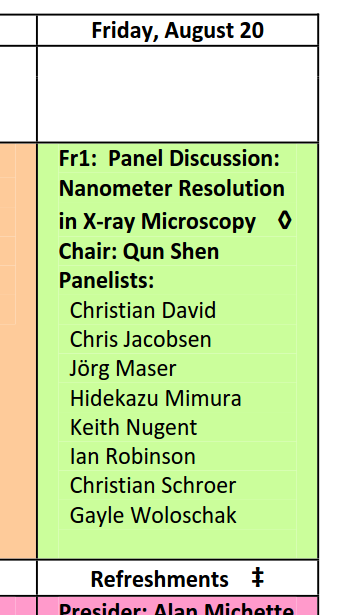 Friday, August 20
Fr1: Panel Discussion:
Nanometer Resolution
in X-ray Microscopy ◊
Chair: Qun Shen
Panelists:
Christian David
Chris Jacobsen
Jörg Maser
Hidekazu Mimura
Keith Nugent
Ian Robinson
Christian Schroer
Gayle Woloschak
Refreshments ‡
Presider: Alan Michette